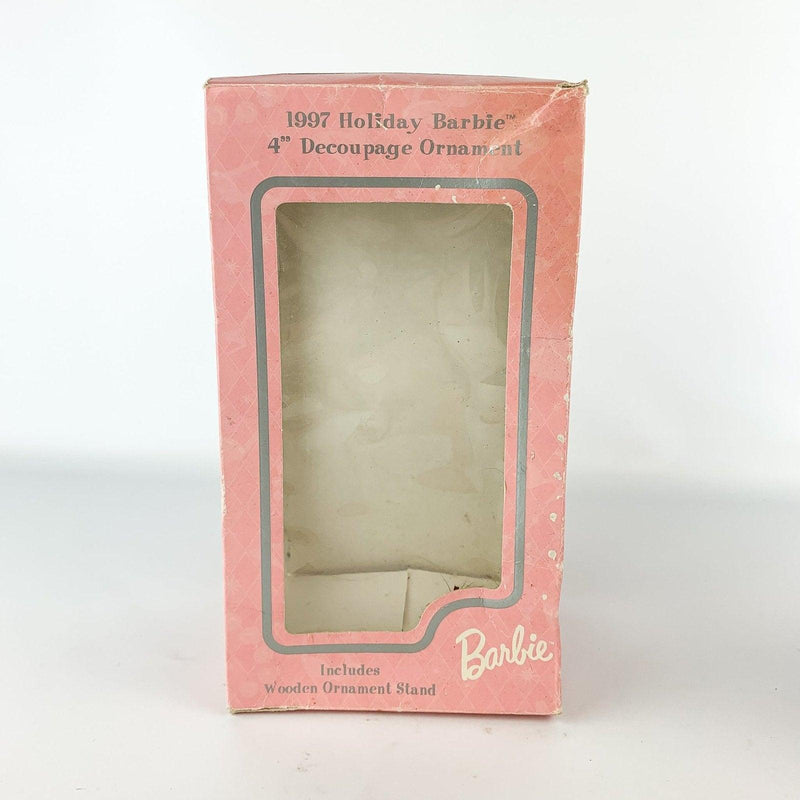 1997 Holiday Barbie™
4" Decoupage Ornament
Barbie
Includes
Wooden Ornament Stand